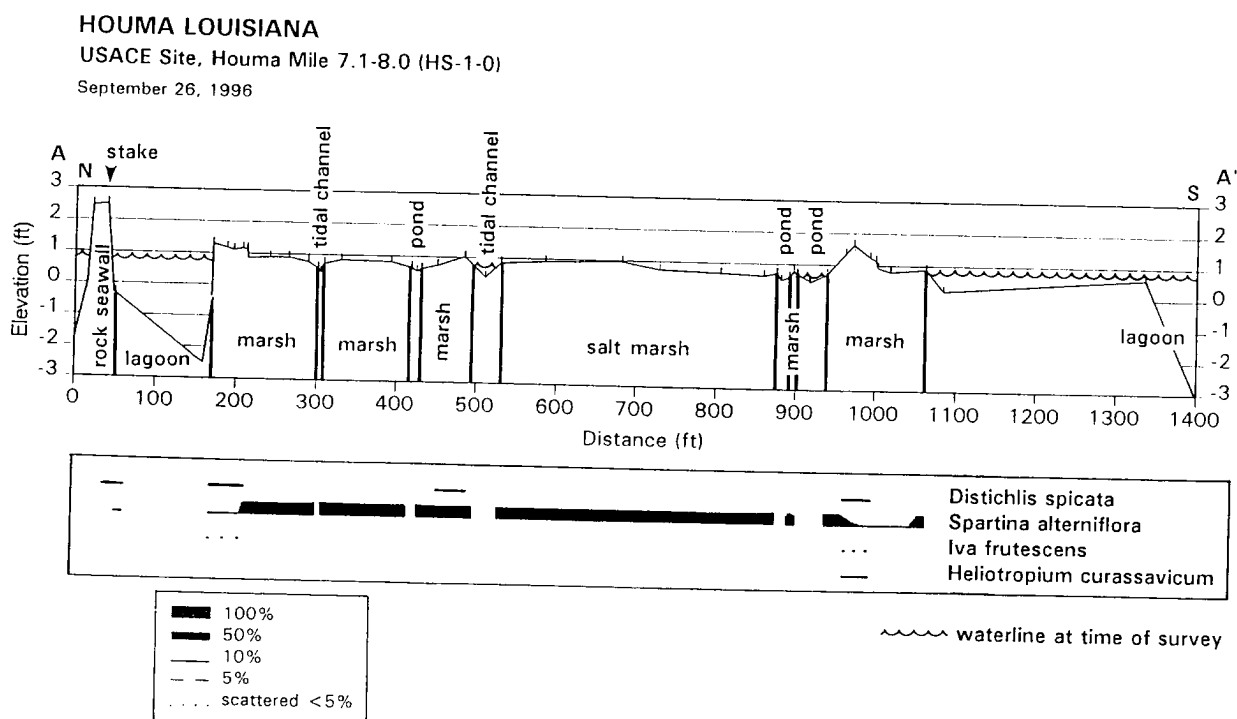 HOUMA LOUISIANA
USACE Site, Houma Mile 7.1-8.0 (HS-1-0)
September 26, 1996
A
N
stake
tidal channel
pond
tidal channel
pond
pond
S
A'
Elevation (ft)
3
2
1
0
-1
-2
-3
rock seawall
lagoon
marsh
marsh
marsh
salt marsh
marsh
marsh
lagoon
3
2
1
0
-1
-2
-3
0 100 200 300 400 500 600 700 800 900 1000 1100 1200 1300 1400
Distance (ft)
Distichlis spicata
Spartina alterniflora
Iva frutescens
Heliotropium curassavicum
100%
50%
10%
5%
scattered <5%
waterline at time of survey